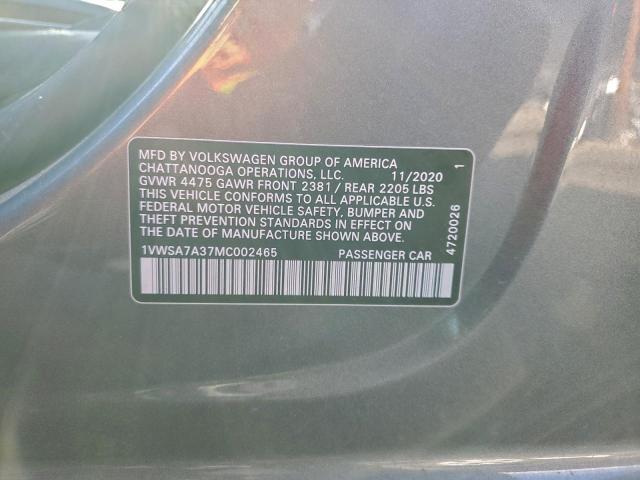 MFD BY VOLKSWAGEN GROUP OF AMERICA
CHATTANOOGA OPERATIONS, LLC. 11/2020 1
GVWR 4475 GAWR FRONT 2381 / REAR 2205 LBS
THIS VEHICLE CONFORMS TO ALL APPLICABLE U.S.
FEDERAL MOTOR VEHICLE SAFETY, BUMPER AND
THEFT PREVENTION STANDARDS IN EFFECT ON
THE DATE OF MANUFACTURE SHOWN ABOVE.
1VWSA7A37MC002465 PASSENGER CAR
4720026